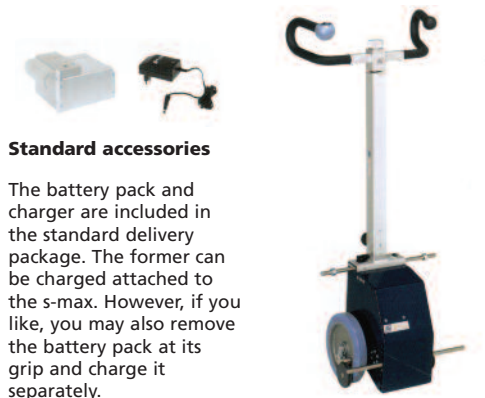 Standard accessories
The battery pack and
charger are included in
the standard delivery
package. The former can
be charged attached to
the s-max. However, if you
like, you may also remove
the battery pack at its
grip and charge it
separately.